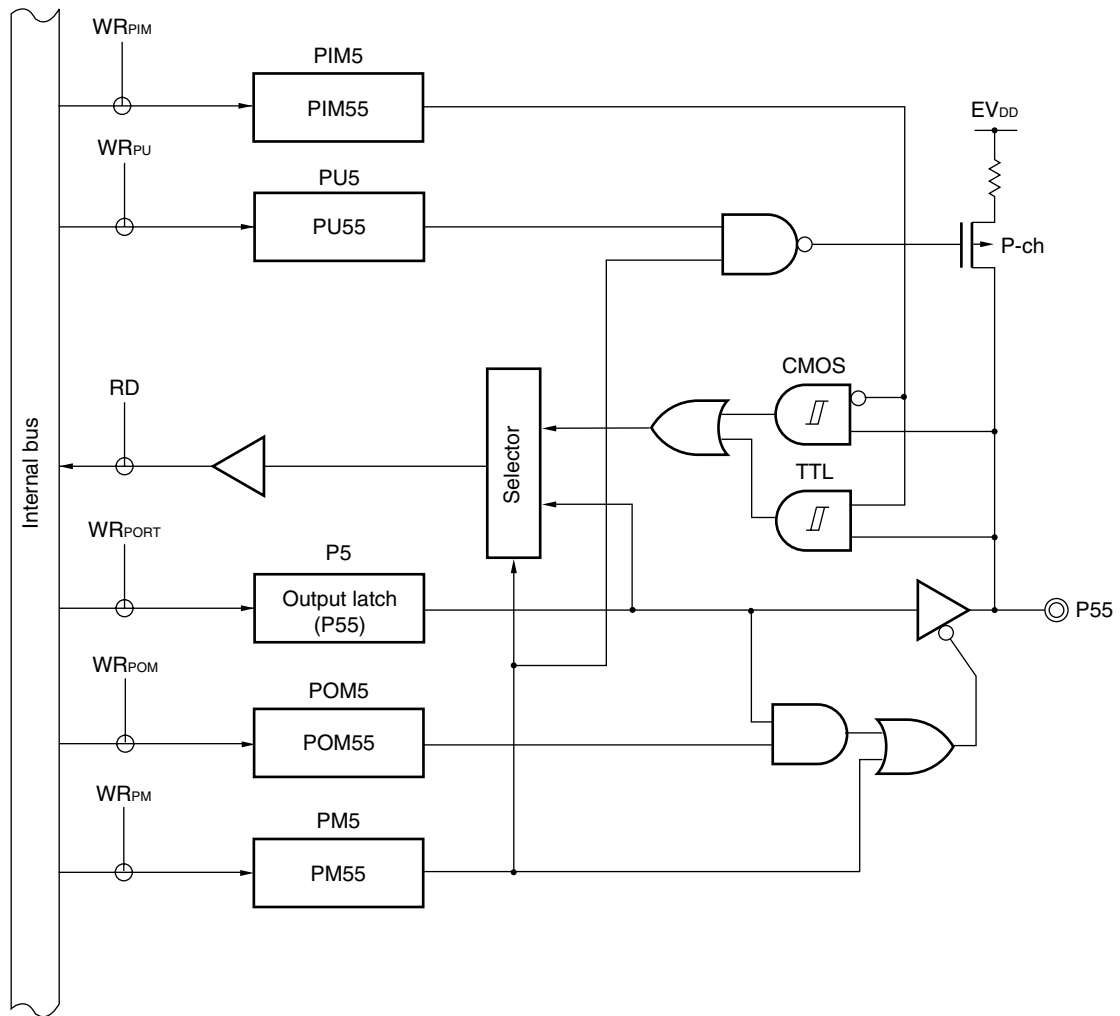 WRPIM
PIM5
PIM55
EVDD
WRPU
PU5
PU55
P-ch
CMOS
RD
Selector
TTL
Internal bus
WRPORT
P5
Output latch
(P55)
P55
WRPOM
POM5
POM55
WRPM
PM5
PM55